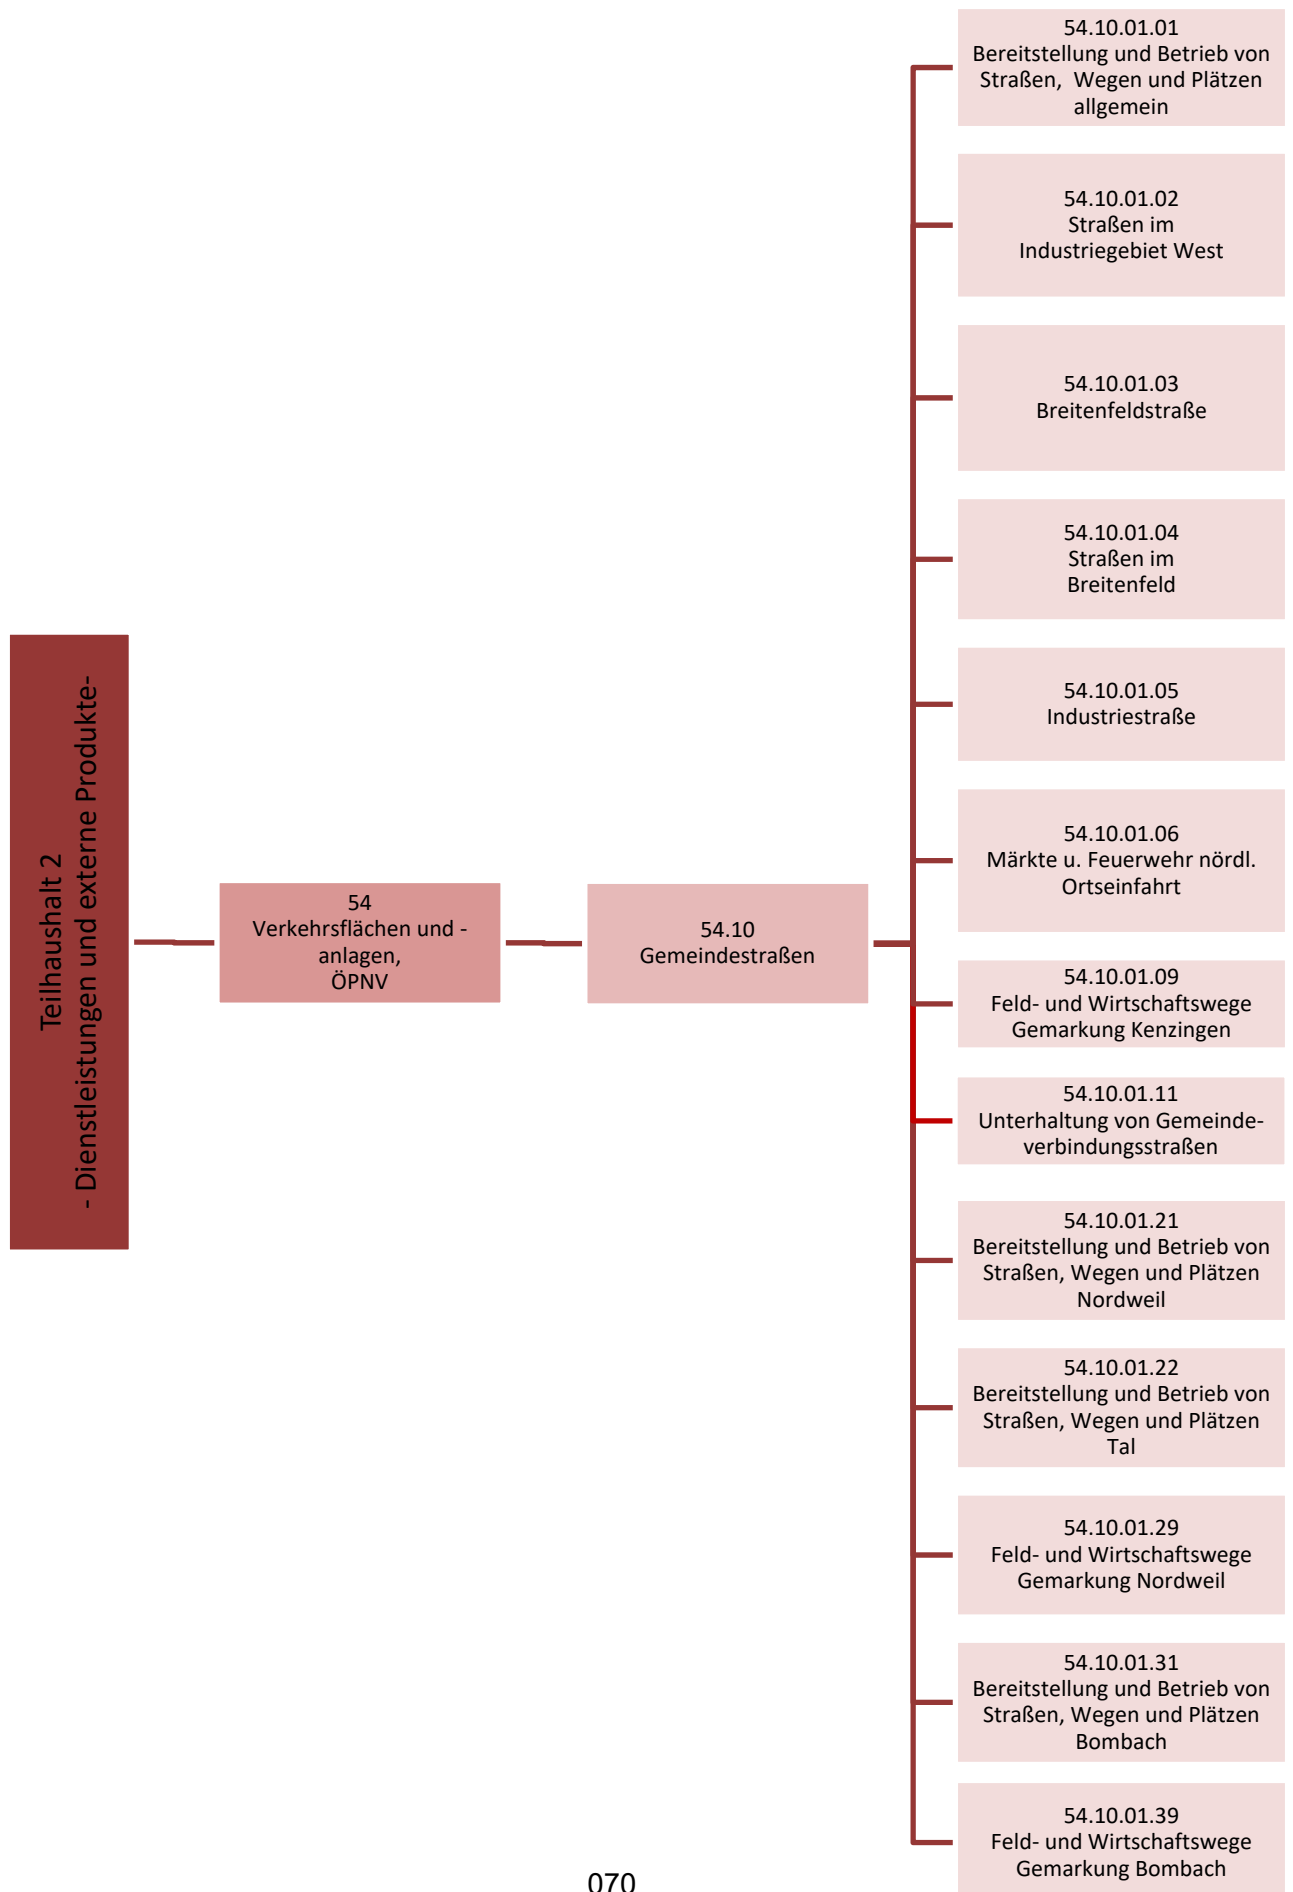 Teilhaushalt 2
- Dienstleistungen und externe Produkte-
54
Verkehrsflächen und -
anlagen,
ÖPNV
54.10
Gemeindestraßen
54.10.01.01
Bereitstellung und Betrieb von
Straßen,  Wegen und Plätzen
allgemein
54.10.01.02
Straßen im
Industriegebiet West
54.10.01.03
Breitenfeldstraße
54.10.01.04
Straßen im
Breitenfeld
54.10.01.05
Industriestraße
54.10.01.06
Märkte u. Feuerwehr nördl.
Ortseinfahrt
54.10.01.09
Feld- und Wirtschaftswege
Gemarkung Kenzingen
54.10.01.11
Unterhaltung von Gemeinde-
verbindungsstraßen
54.10.01.21
Bereitstellung und Betrieb von
Straßen, Wegen und Plätzen
Nordweil
54.10.01.22
Bereitstellung und Betrieb von
Straßen, Wegen und Plätzen
Tal
54.10.01.29
Feld- und Wirtschaftswege
Gemarkung Nordweil
54.10.01.31
Bereitstellung und Betrieb von
Straßen, Wegen und Plätzen
Bombach
54.10.01.39
Feld- und Wirtschaftswege
Gemarkung Bombach
070